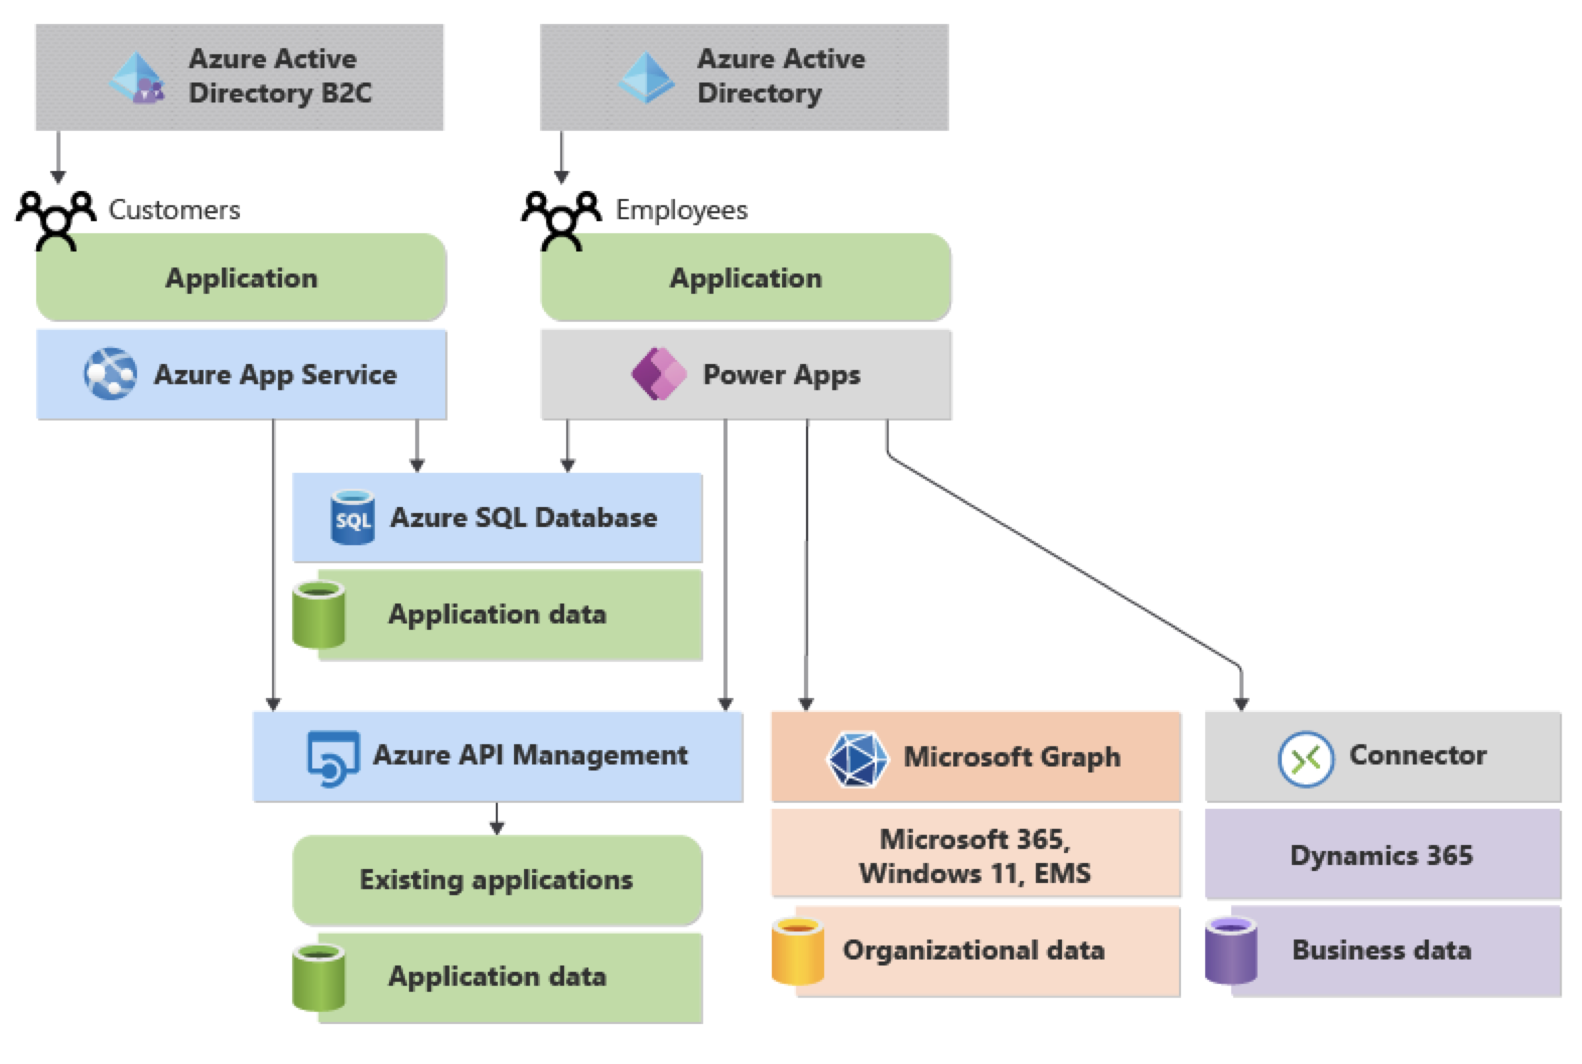 Azure Active
Directory B2C
Azure Active
Directory
Customers
Employees
Application
Application
Azure App Service
Power Apps
SQL
Azure SQL Database
Application data
Azure API Management
Microsoft Graph
Connector
Microsoft 365,
Windows 11, EMS
Dynamics 365
Existing applications
Organizational data
Business data
Application data